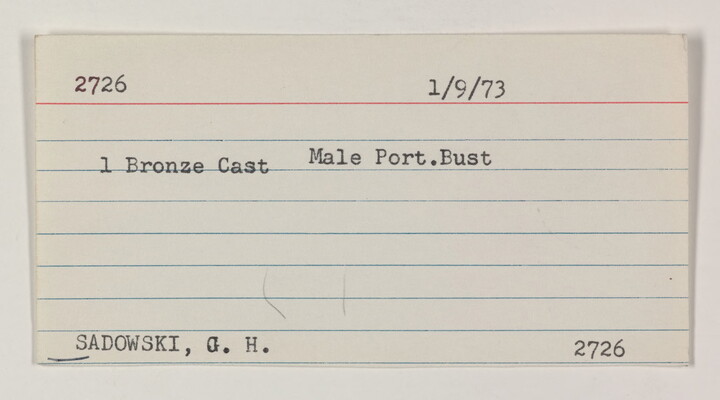 2726 1/9/73
1 Bronze Cast Male Port.Bust
SADOWSKI, G. H. 2726